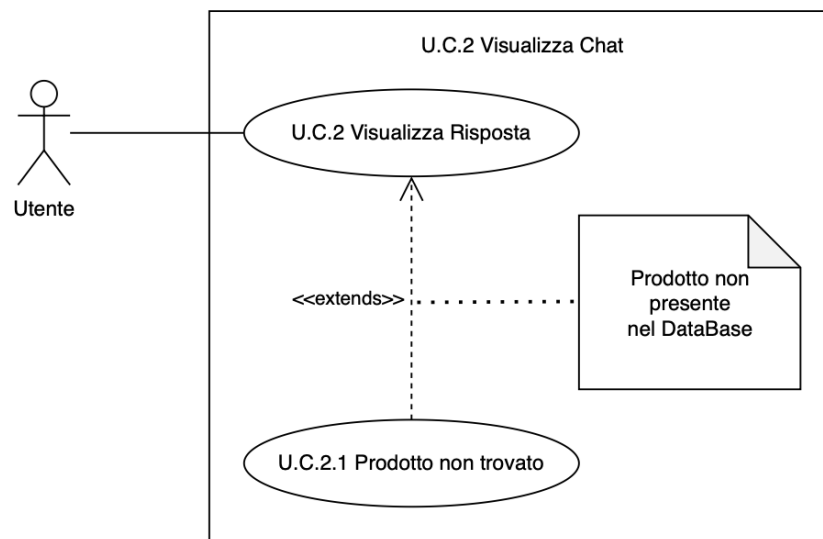 U.C.2 Visualizza Chat
U.C.2 Visualizza Risposta
Utente
<<extends>>
Prodotto non
presente
nel DataBase
U.C.2.1 Prodotto non trovato